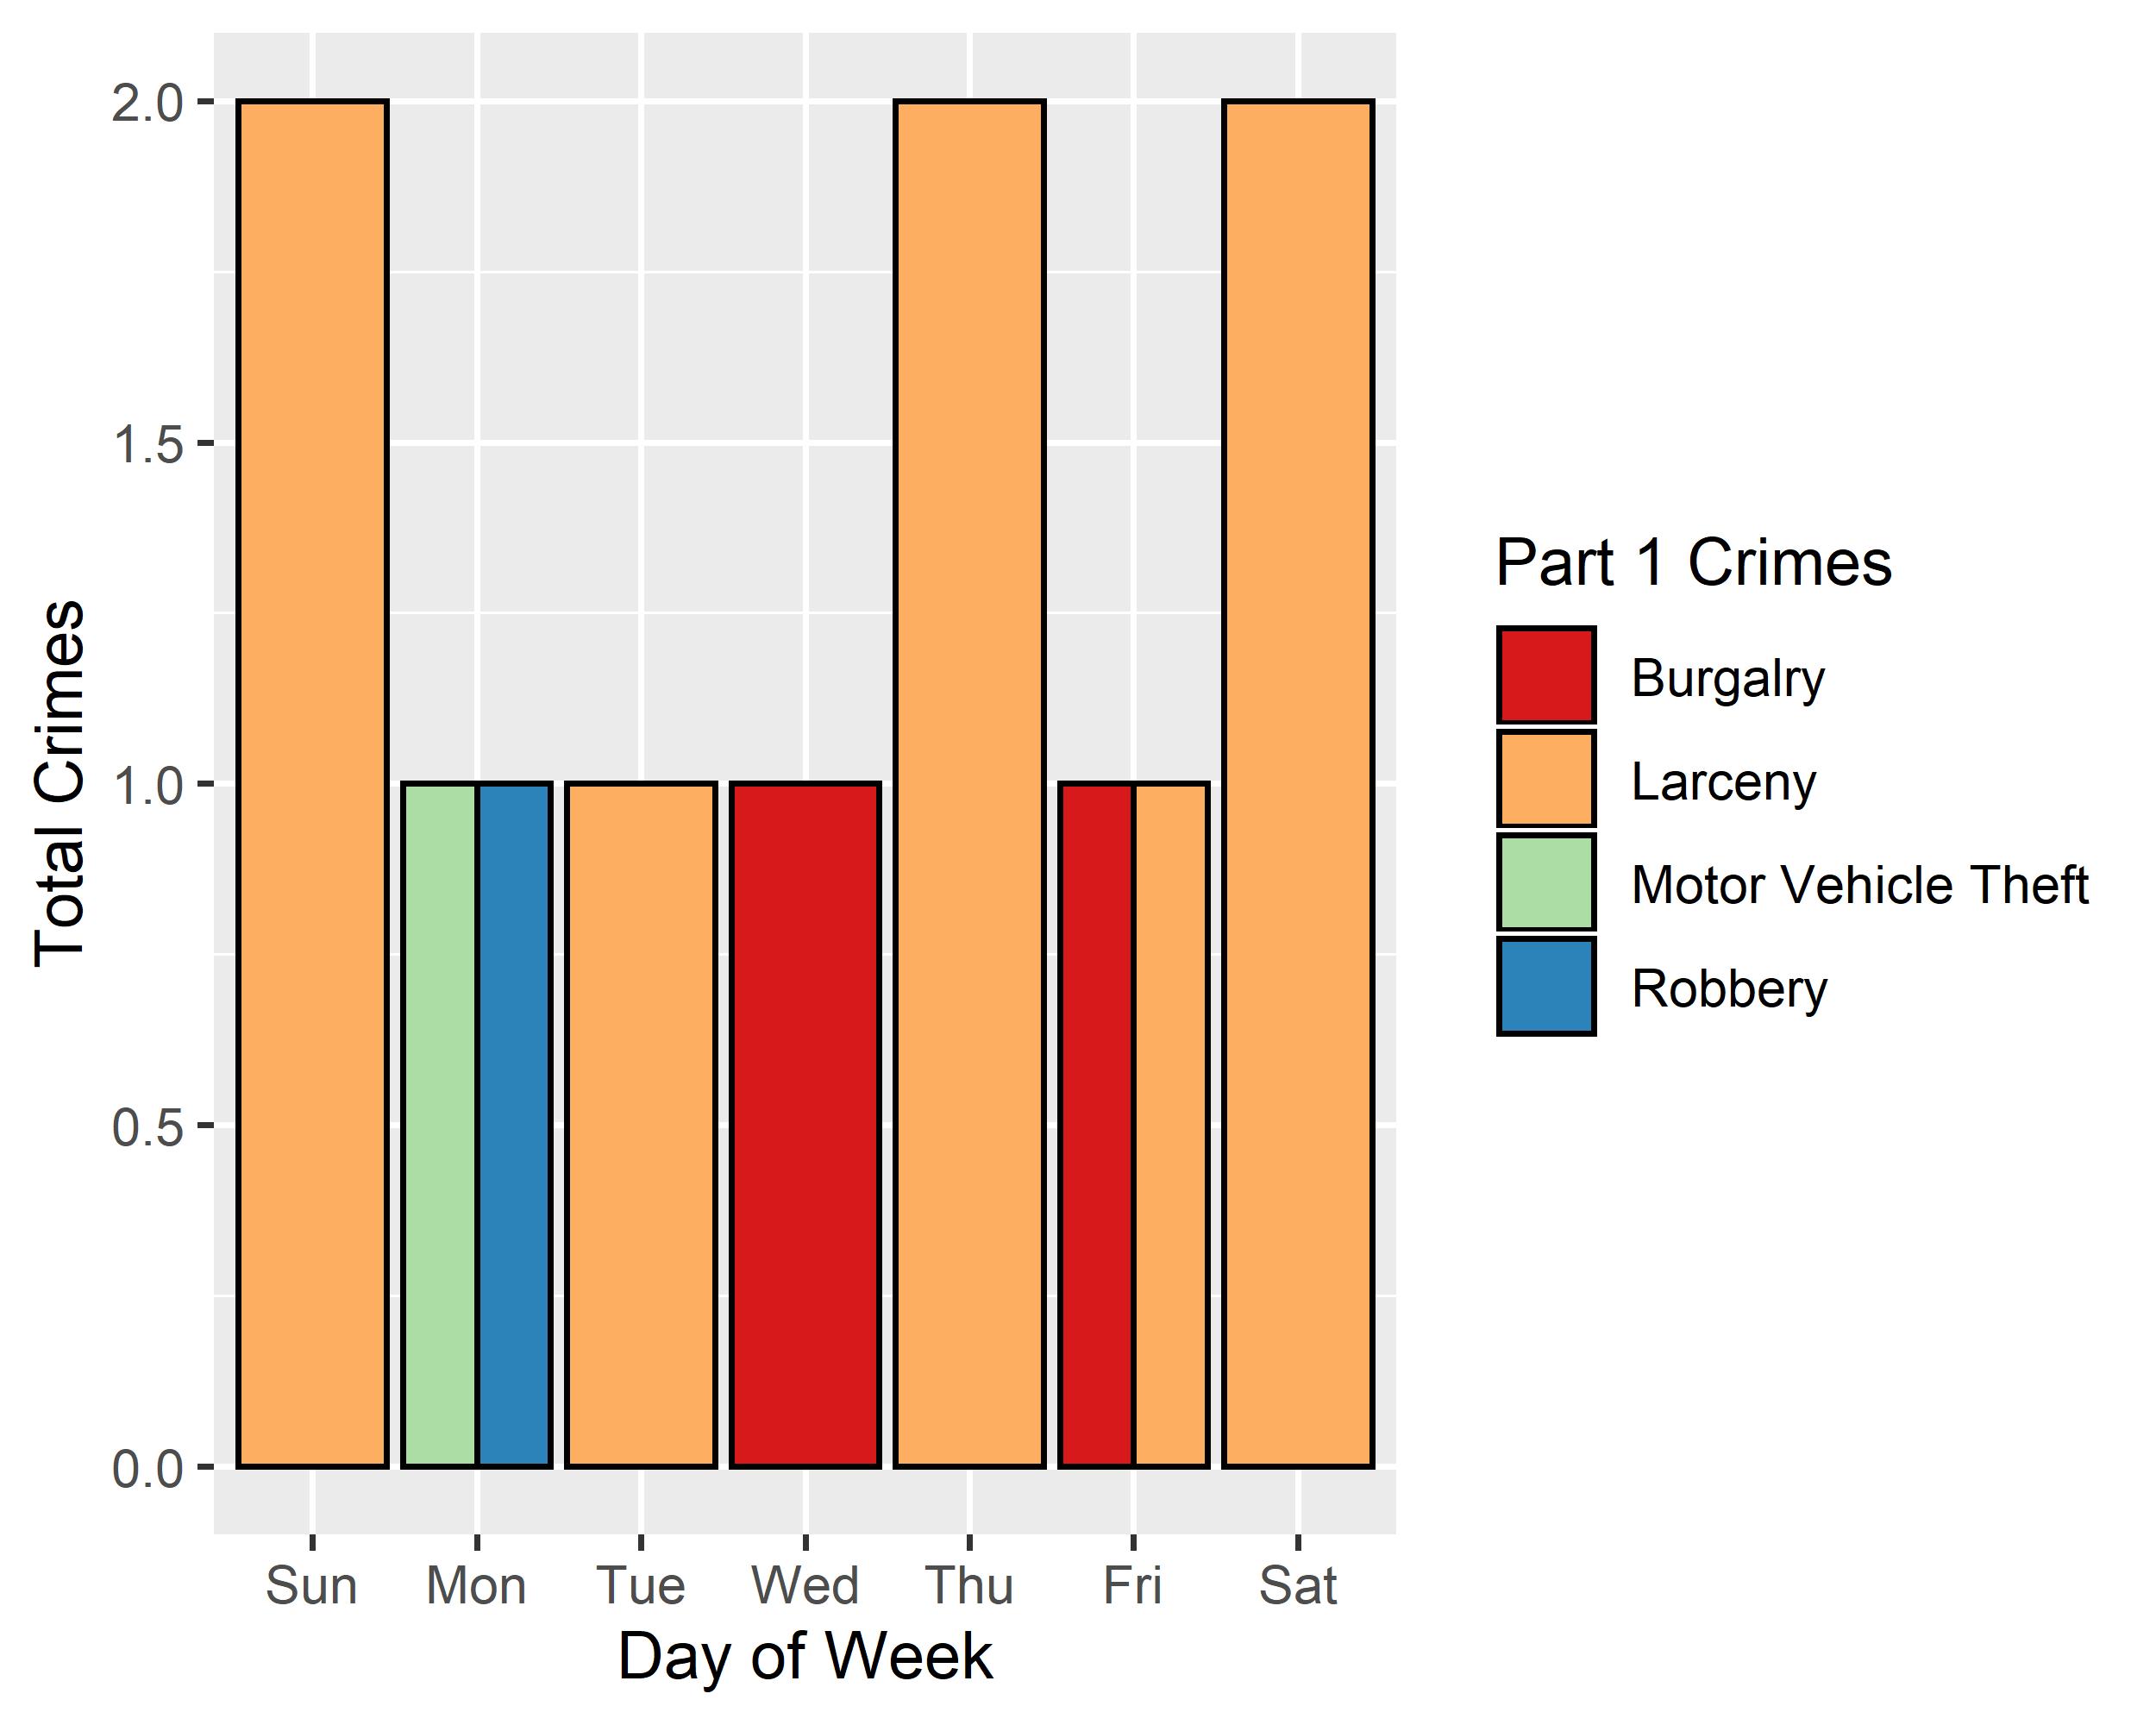 2.0
1.5
1.0
0.5
0.0
Total Crimes
Sun Mon Tue Wed Thu Fri Sat
Day of Week
Part 1 Crimes
Burgalry
Larceny
Motor Vehicle Theft
Robbery